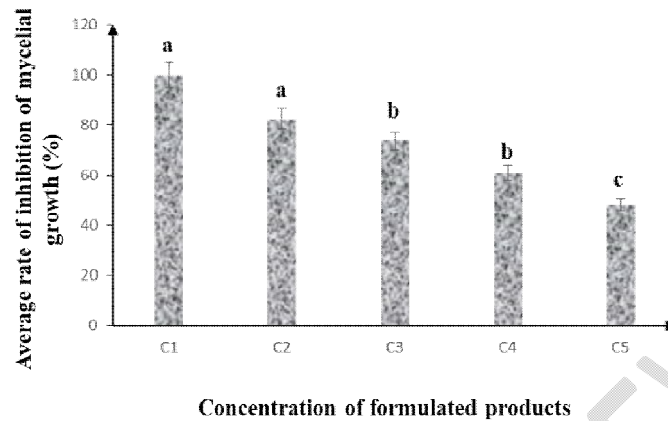 Average rate of inhibition of mycelial
growth (%)
120
100
80
60
40
20
0
a
a
b
b
c
C1 C2 C3 C4 C5
Concentration of formulated products